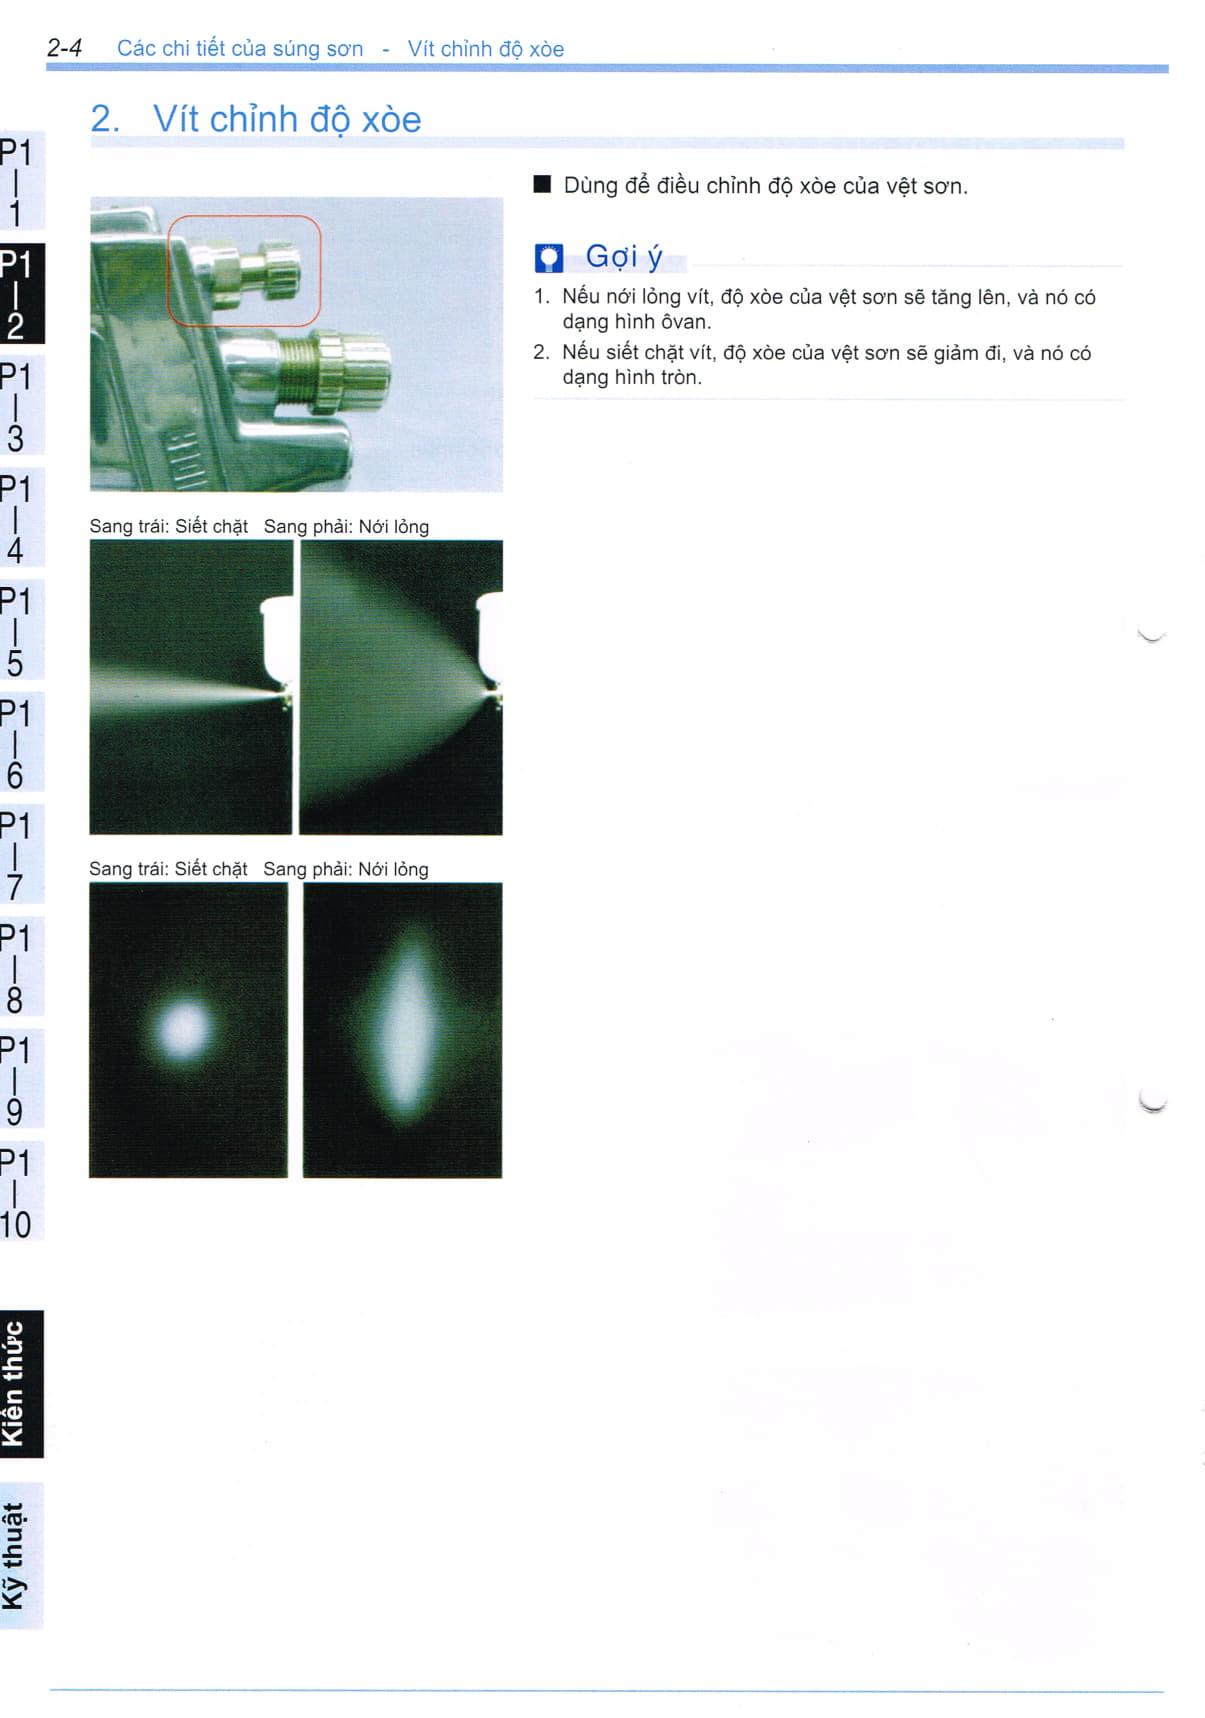 2-4 Các chi tiết của súng sơn - Vít chỉnh độ xòe
2. Vít chỉnh độ xòe
■ Dùng để điều chỉnh độ xòe của vệt sơn.
Gợi ý
1. Nếu nới lỏng vít, độ xòe của vệt sơn sẽ tăng lên, và nó có
dạng hình ôvan.
2. Nếu siết chặt vít, độ xòe của vệt sơn sẽ giảm đi, và nó có
dạng hình tròn.
Sang trái: Siết chặt Sang phải: Nới lỏng
Sang trái: Siết chặt Sang phải: Nới lỏng
P1
|
1
P1
|
2
P1
|
3
P1
|
4
P1
|
5
P1
|
6
P1
|
7
P1
|
8
P1
|
9
P1
|
10
Kiến thức
Kỹ thuật